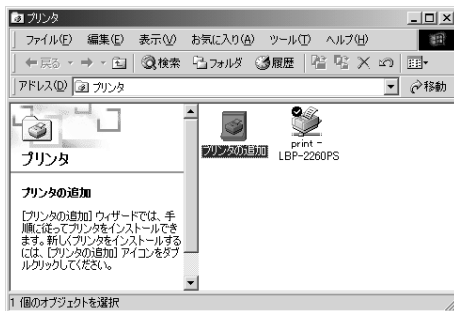 プリンタ
ファイル(F) 編集(E) 表示(V) お気に入り(A) ツール(T) ヘルプ(H)
戻る 検索 フォルダ 履歴
アドレス(D) プリンタ 移動
プリンタ
プリンタの追加
[プリンタの追加] ウィザードでは、手
順に従ってプリンタをインストールでき
ます。新しくプリンタをインストールする
には、[プリンタの追加] アイコンをダブ
ルクリックしてください。
プリンタの追加
print -
LBP-2260PS
1 個のオブジェクトを選択